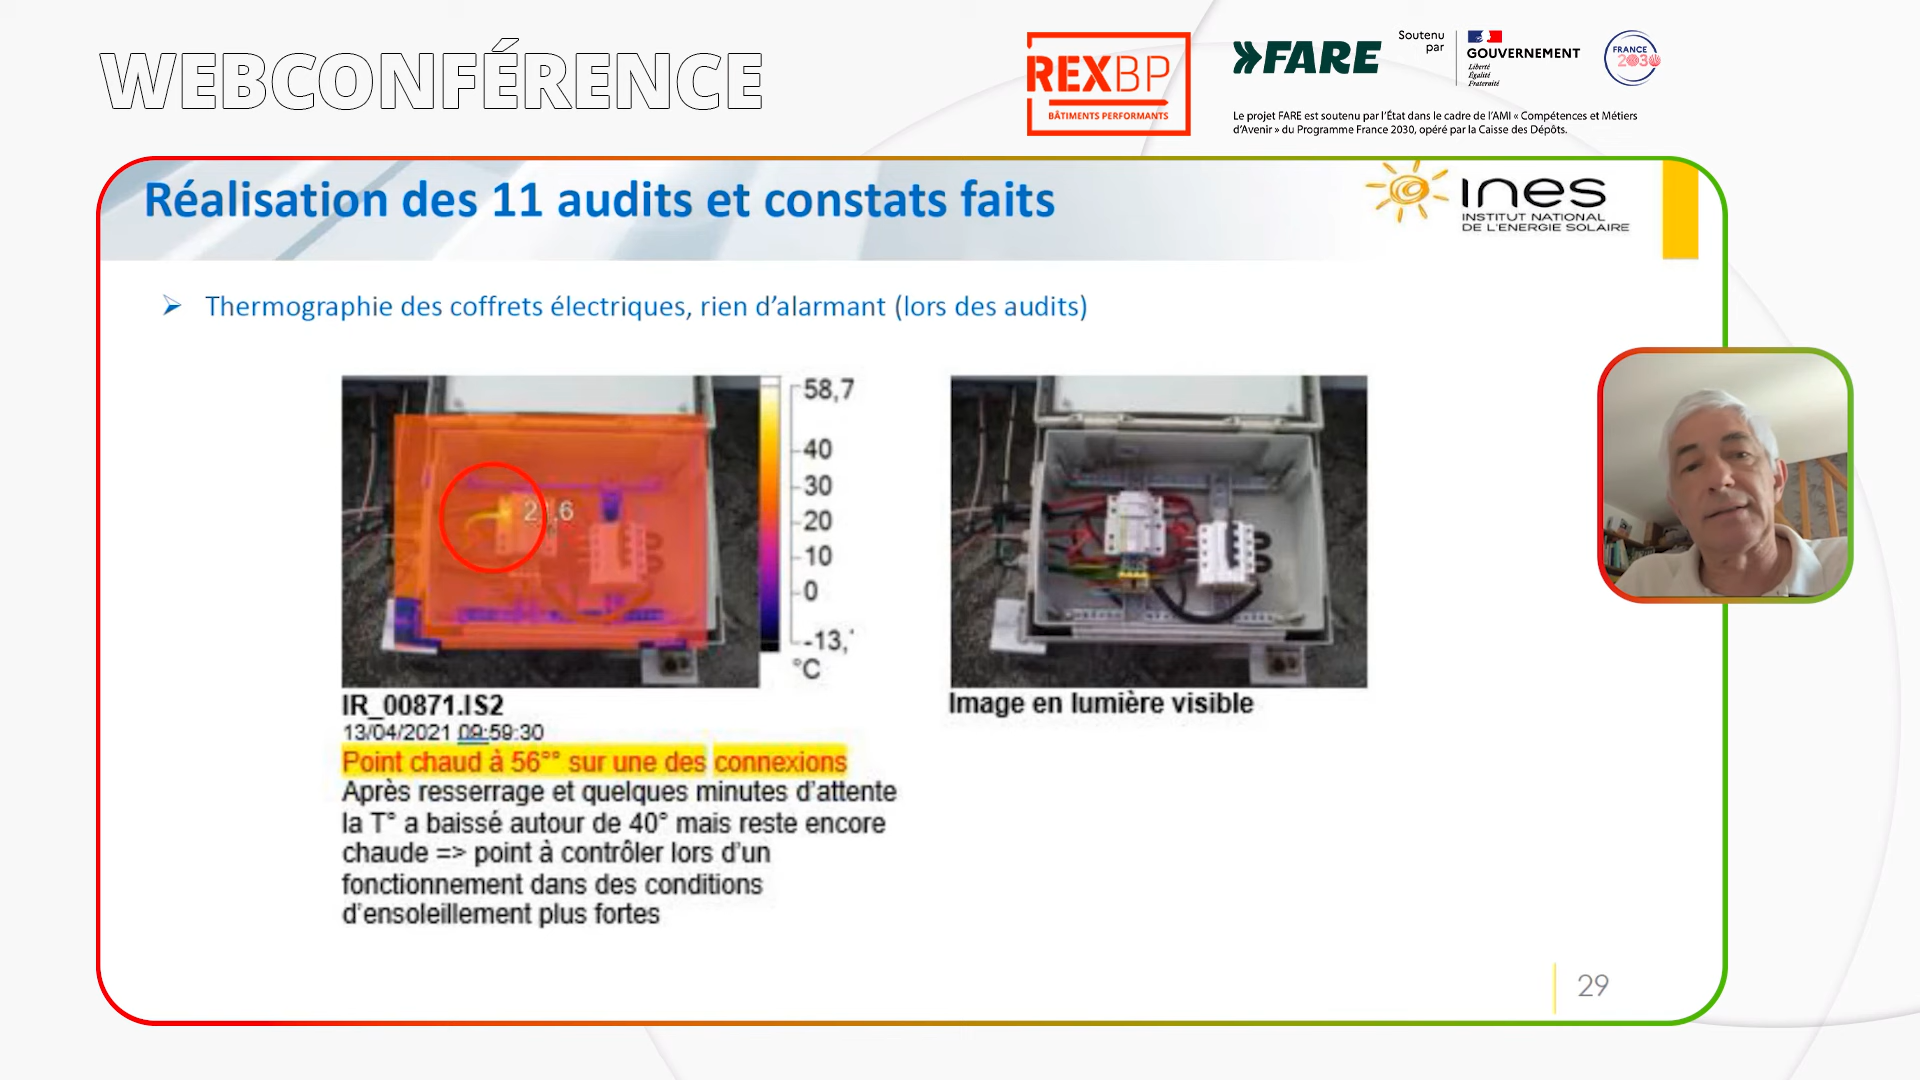 WEBCONFÉRENCE
REXBP
BÂTIMENTS PERFORMANTS
FARE
Soutenu
par
GOUVERNEMENT
Liberté
Égalité
Fraternité
FRANCE
2030
Le projet FARE est soutenu par l'État dans le cadre de l'AMI « Compétences et Métiers
d'Avenir » du Programme France 2030, opéré par la Caisse des Dépôts.
Réalisation des 11 audits et constats faits
ines
INSTITUT NATIONAL
DE L'ENERGIE SOLAIRE
Thermographie des coffrets électriques, rien d'alarmant (lors des audits)
58,7
40
30
20
10
0
-13,
°C
IR_00871.IS2
13/04/2021 09:59:30
Point chaud à 56°° sur une des connexions
Après resserrage et quelques minutes d'attente
la T° a baissé autour de 40° mais reste encore
chaude => point à contrôler lors d'un
fonctionnement dans des conditions
d'ensoleillement plus fortes
Image en lumière visible
29